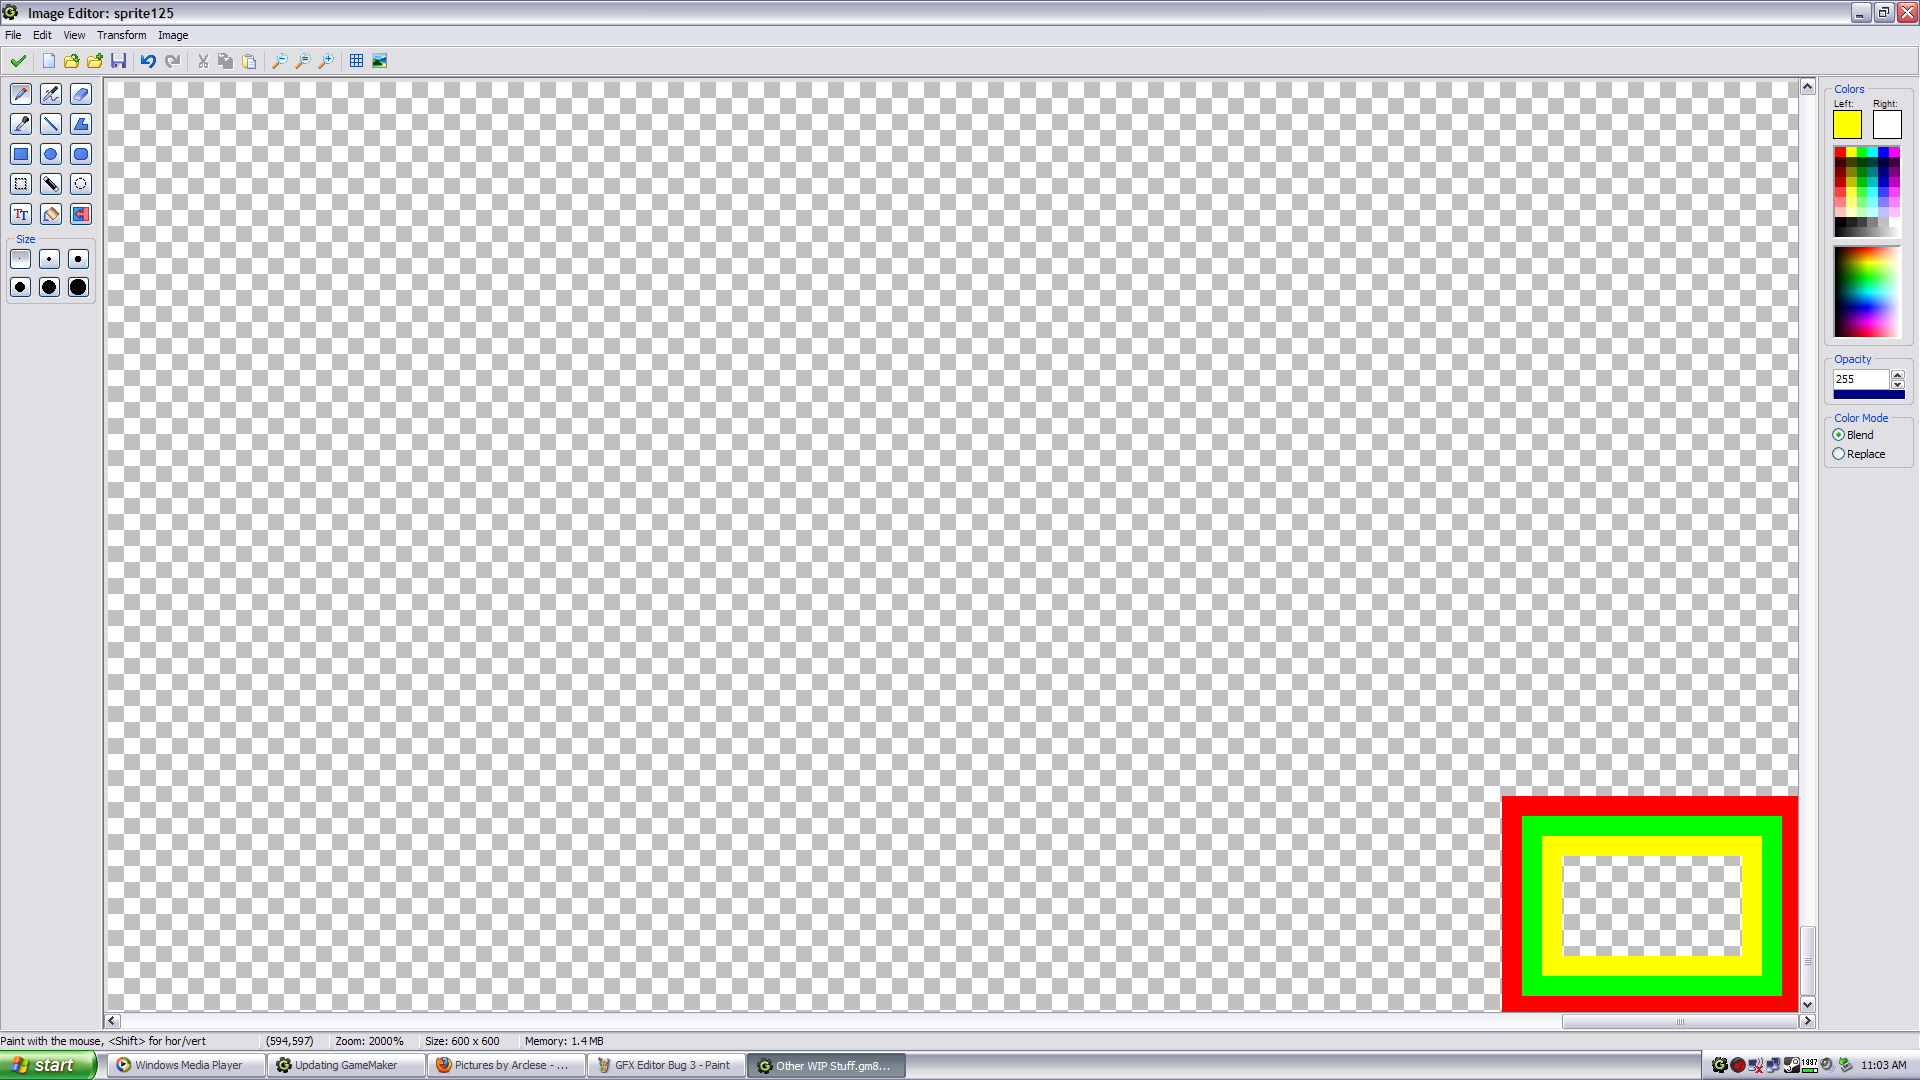 Image Editor: sprite125
File Edit View Transform Image
Colors
Left: Right:
TT
Size
Opacity
255
Color Mode
Blend
Replace
Paint with the mouse, <Shift> for hor/vert (594,597) Zoom: 2000% Size: 600 x 600 Memory: 1.4 MB
start Windows Media Player Updating GameMaker Pictures by Arclese - ... GFX Editor Bug 3 - Paint Other WIP Stuff.gm8... 1997 11:03 AM